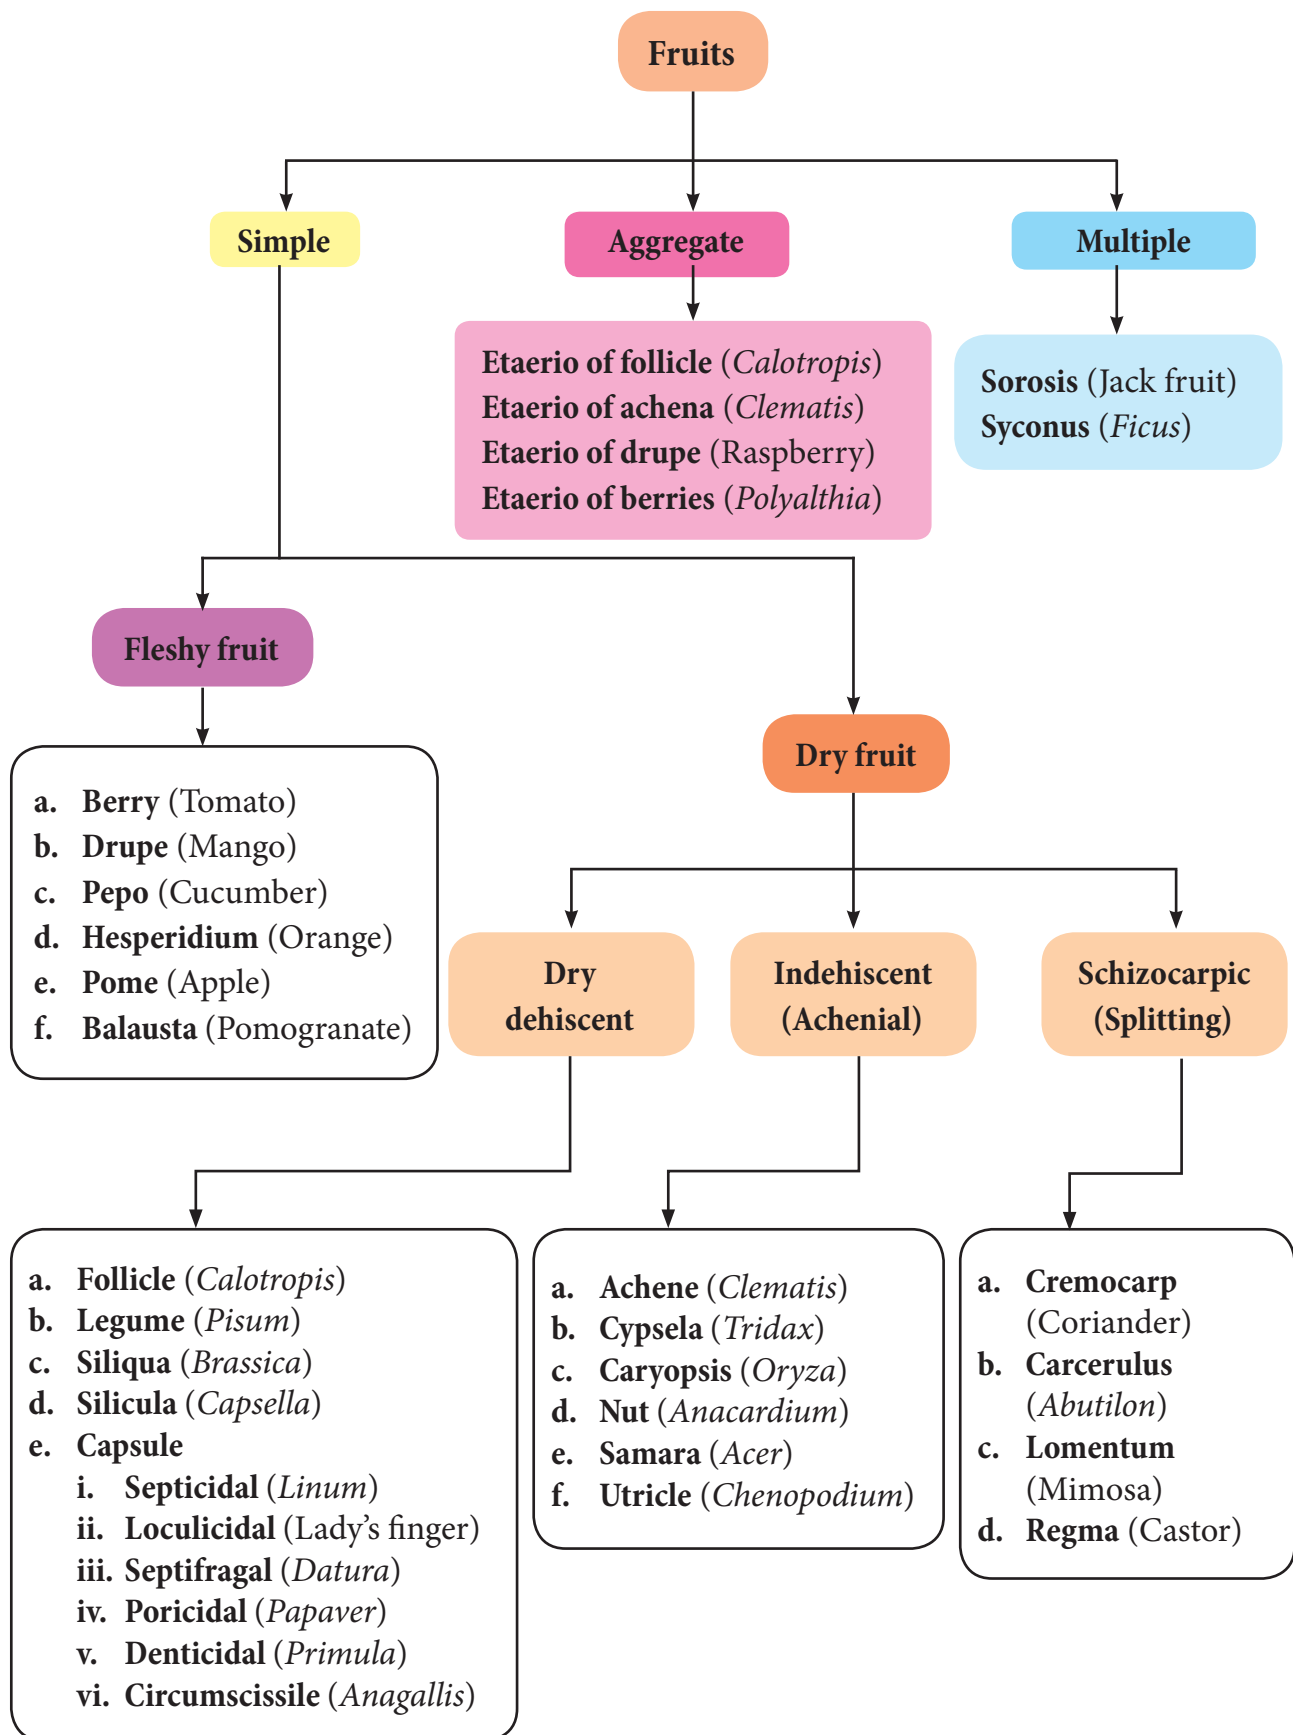 Fruits
Simple
Aggregate
Multiple
Etaerio of follicle (Calotropis)
Etaerio of achena (Clematis)
Etaerio of drupe (Raspberry)
Etaerio of berries (Polyalthia)
Sorosis (Jack fruit)
Syconus (Ficus)
Fleshy fruit
Dry fruit
a. Berry (Tomato)
b. Drupe (Mango)
c. Pepo (Cucumber)
d. Hesperidium (Orange)
e. Pome (Apple)
f. Balausta (Pomogranate)
Dry
dehiscent
Indehiscent
(Achenial)
Schizocarpic
(Splitting)
a. Follicle (Calotropis)
b. Legume (Pisum)
c. Siliqua (Brassica)
d. Silicula (Capsella)
e. Capsule
i. Septicidal (Linum)
ii. Loculicidal (Lady's finger)
iii. Septifragal (Datura)
iv. Poricidal (Papaver)
v. Denticidal (Primula)
vi. Circumscissile (Anagallis)
a. Achene (Clematis)
b. Cypsela (Tridax)
c. Caryopsis (Oryza)
d. Nut (Anacardium)
e. Samara (Acer)
f. Utricle (Chenopodium)
a. Cremocarp
(Coriander)
b. Carcerulus
(Abutilon)
c. Lomentum
(Mimosa)
d. Regma (Castor)